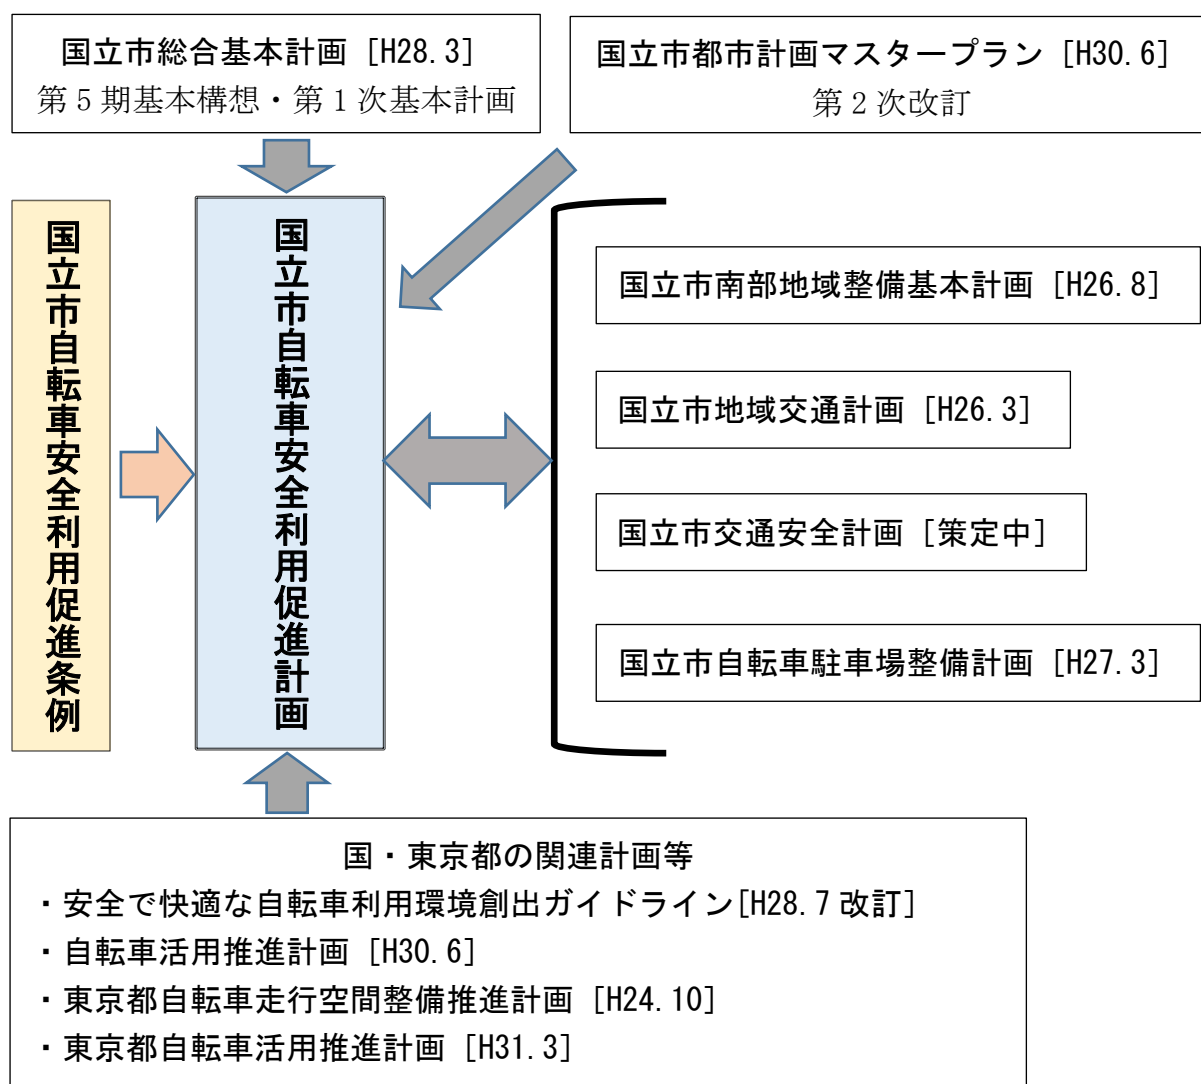 国立市総合基本計画 [H28.3]
第5期基本構想・第1次基本計画
国立市都市計画マスタープラン [H30.6]
第2次改訂
国立市自転車安全利用促進条例
国立市自転車安全利用促進計画
国立市南部地域整備基本計画 [H26.8]
国立市地域交通計画 [H26.3]
国立市交通安全計画 [策定中]
国立市自転車駐車場整備計画 [H27.3]
国・東京都の関連計画等
・安全で快適な自転車利用環境創出ガイドライン[H28.7改訂]
・自転車活用推進計画 [H30.6]
・東京都自転車走行空間整備推進計画 [H24.10]
・東京都自転車活用推進計画 [H31.3]